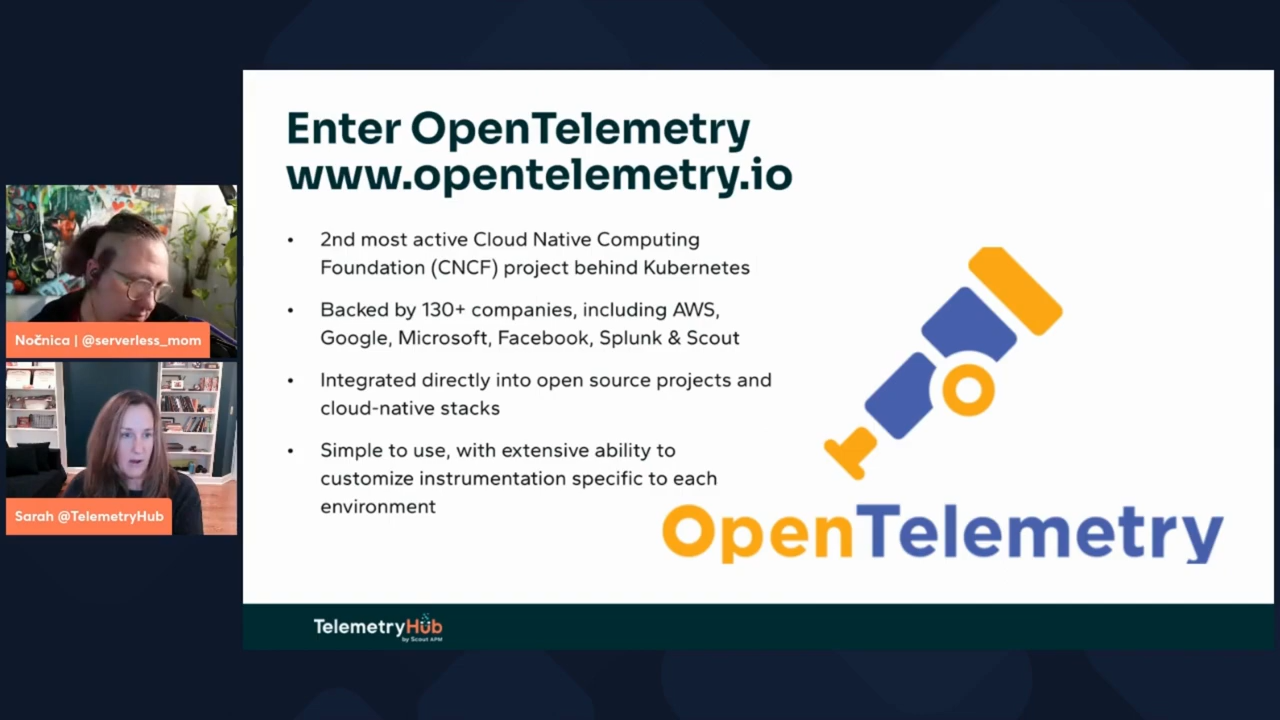 Enter OpenTelemetry
www.opentelemetry.io
• 2nd most active Cloud Native Computing
Foundation (CNCF) project behind Kubernetes
• Backed by 130+ companies, including AWS,
Google, Microsoft, Facebook, Splunk & Scout
• Integrated directly into open source projects and
cloud-native stacks
• Simple to use, with extensive ability to
customize instrumentation specific to each
environment
OpenTelemetry
Nočnica | @serverless_mom
Sarah @TelemetryHub
TelemetryHub
by Scout APM